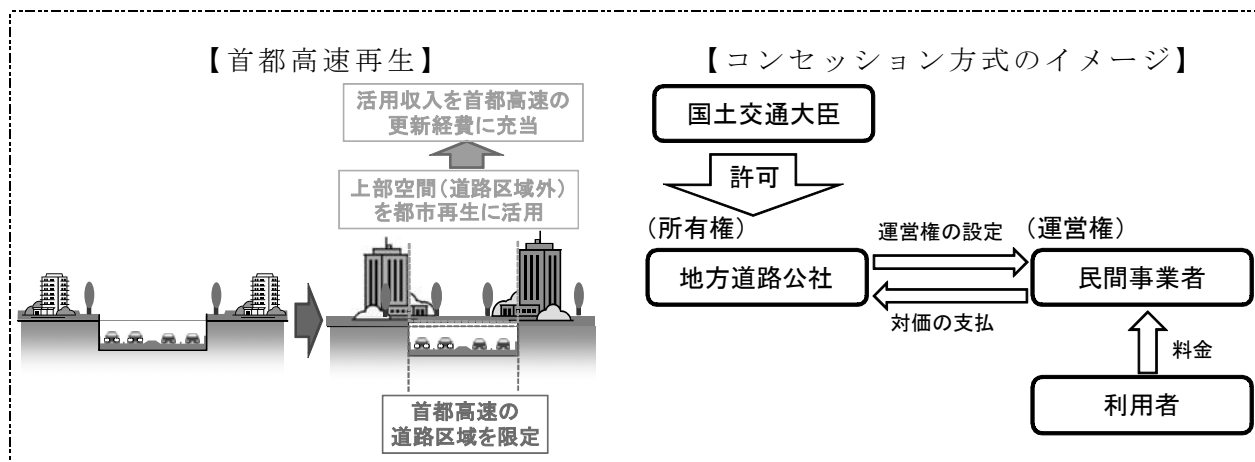 【首都高速再生】
活用収入を首都高速の
更新経費に充当
上部空間（道路区域外）
を都市再生に活用
首都高速の
道路区域を限定
【コンセッション方式のイメージ】
国土交通大臣
許可
（所有権）
地方道路公社
運営権の設定
対価の支払
（運営権）
民間事業者
料金
利用者